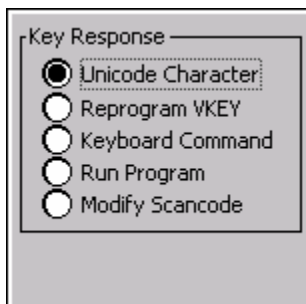 Key Response
Unicode Character
Reprogram VKEY
Keyboard Command
Run Program
Modify Scancode